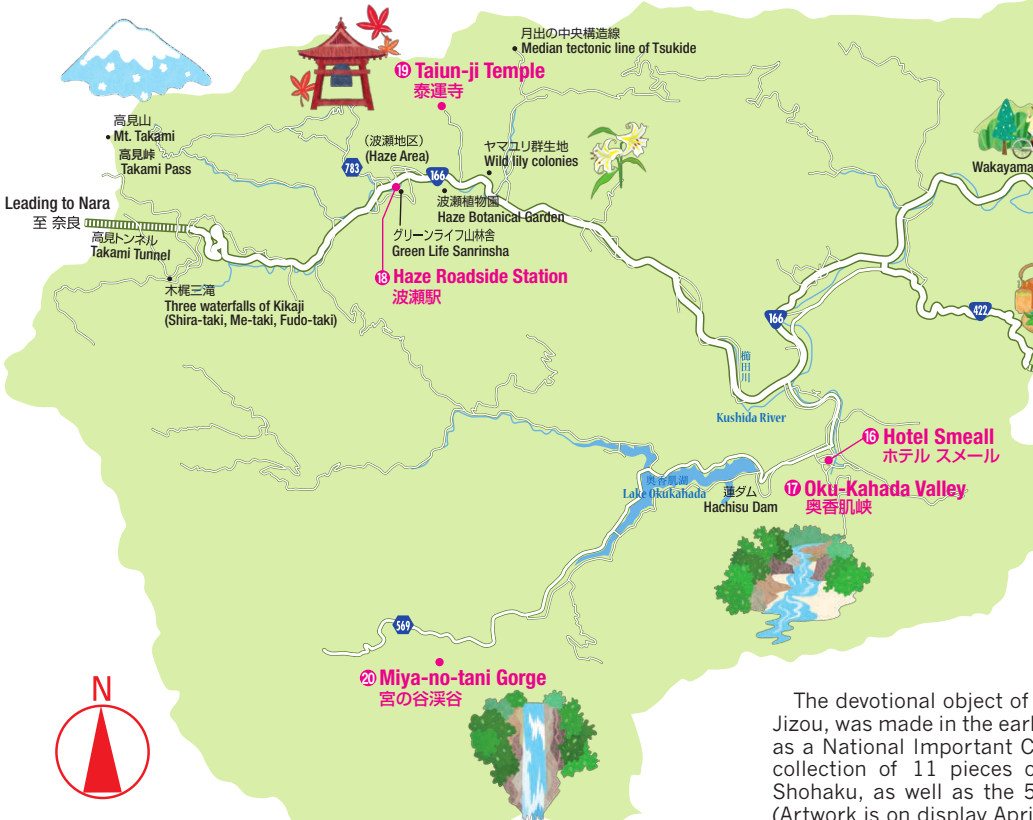 月出の中央構造線
Median tectonic line of Tsukide
⑲ Taiun-ji Temple
泰運寺
高見山
Mt. Takami
高見峠
Takami Pass
（波瀬地区）
(Haze Area)
783
166
ヤマユリ群生地
Wild lily colonies
Wakayama
Leading to Nara
至 奈良
高見トンネル
Takami Tunnel
波瀬植物園
Haze Botanical Garden
グリーンライフ山林舎
Green Life Sanrinsha
⑱ Haze Roadside Station
波瀬駅
木梶三滝
Three waterfalls of Kikaji
(Shira-taki, Me-taki, Fudo-taki)
166
422
櫛田川
Kushida River
⑯ Hotel Smeall
ホテル スメール
奥香肌湖
Lake Okukahada
蓮ダム
Hachisu Dam
⑰ Oku-Kahada Valley
奥香肌峡
569
⑳ Miya-no-tani Gorge
宮の谷渓谷
N
The devotional object of
Jizou, was made in the earl
as a National Important C
collection of 11 pieces o
Shohaku, as well as the 5
(Artwork is on display Apri